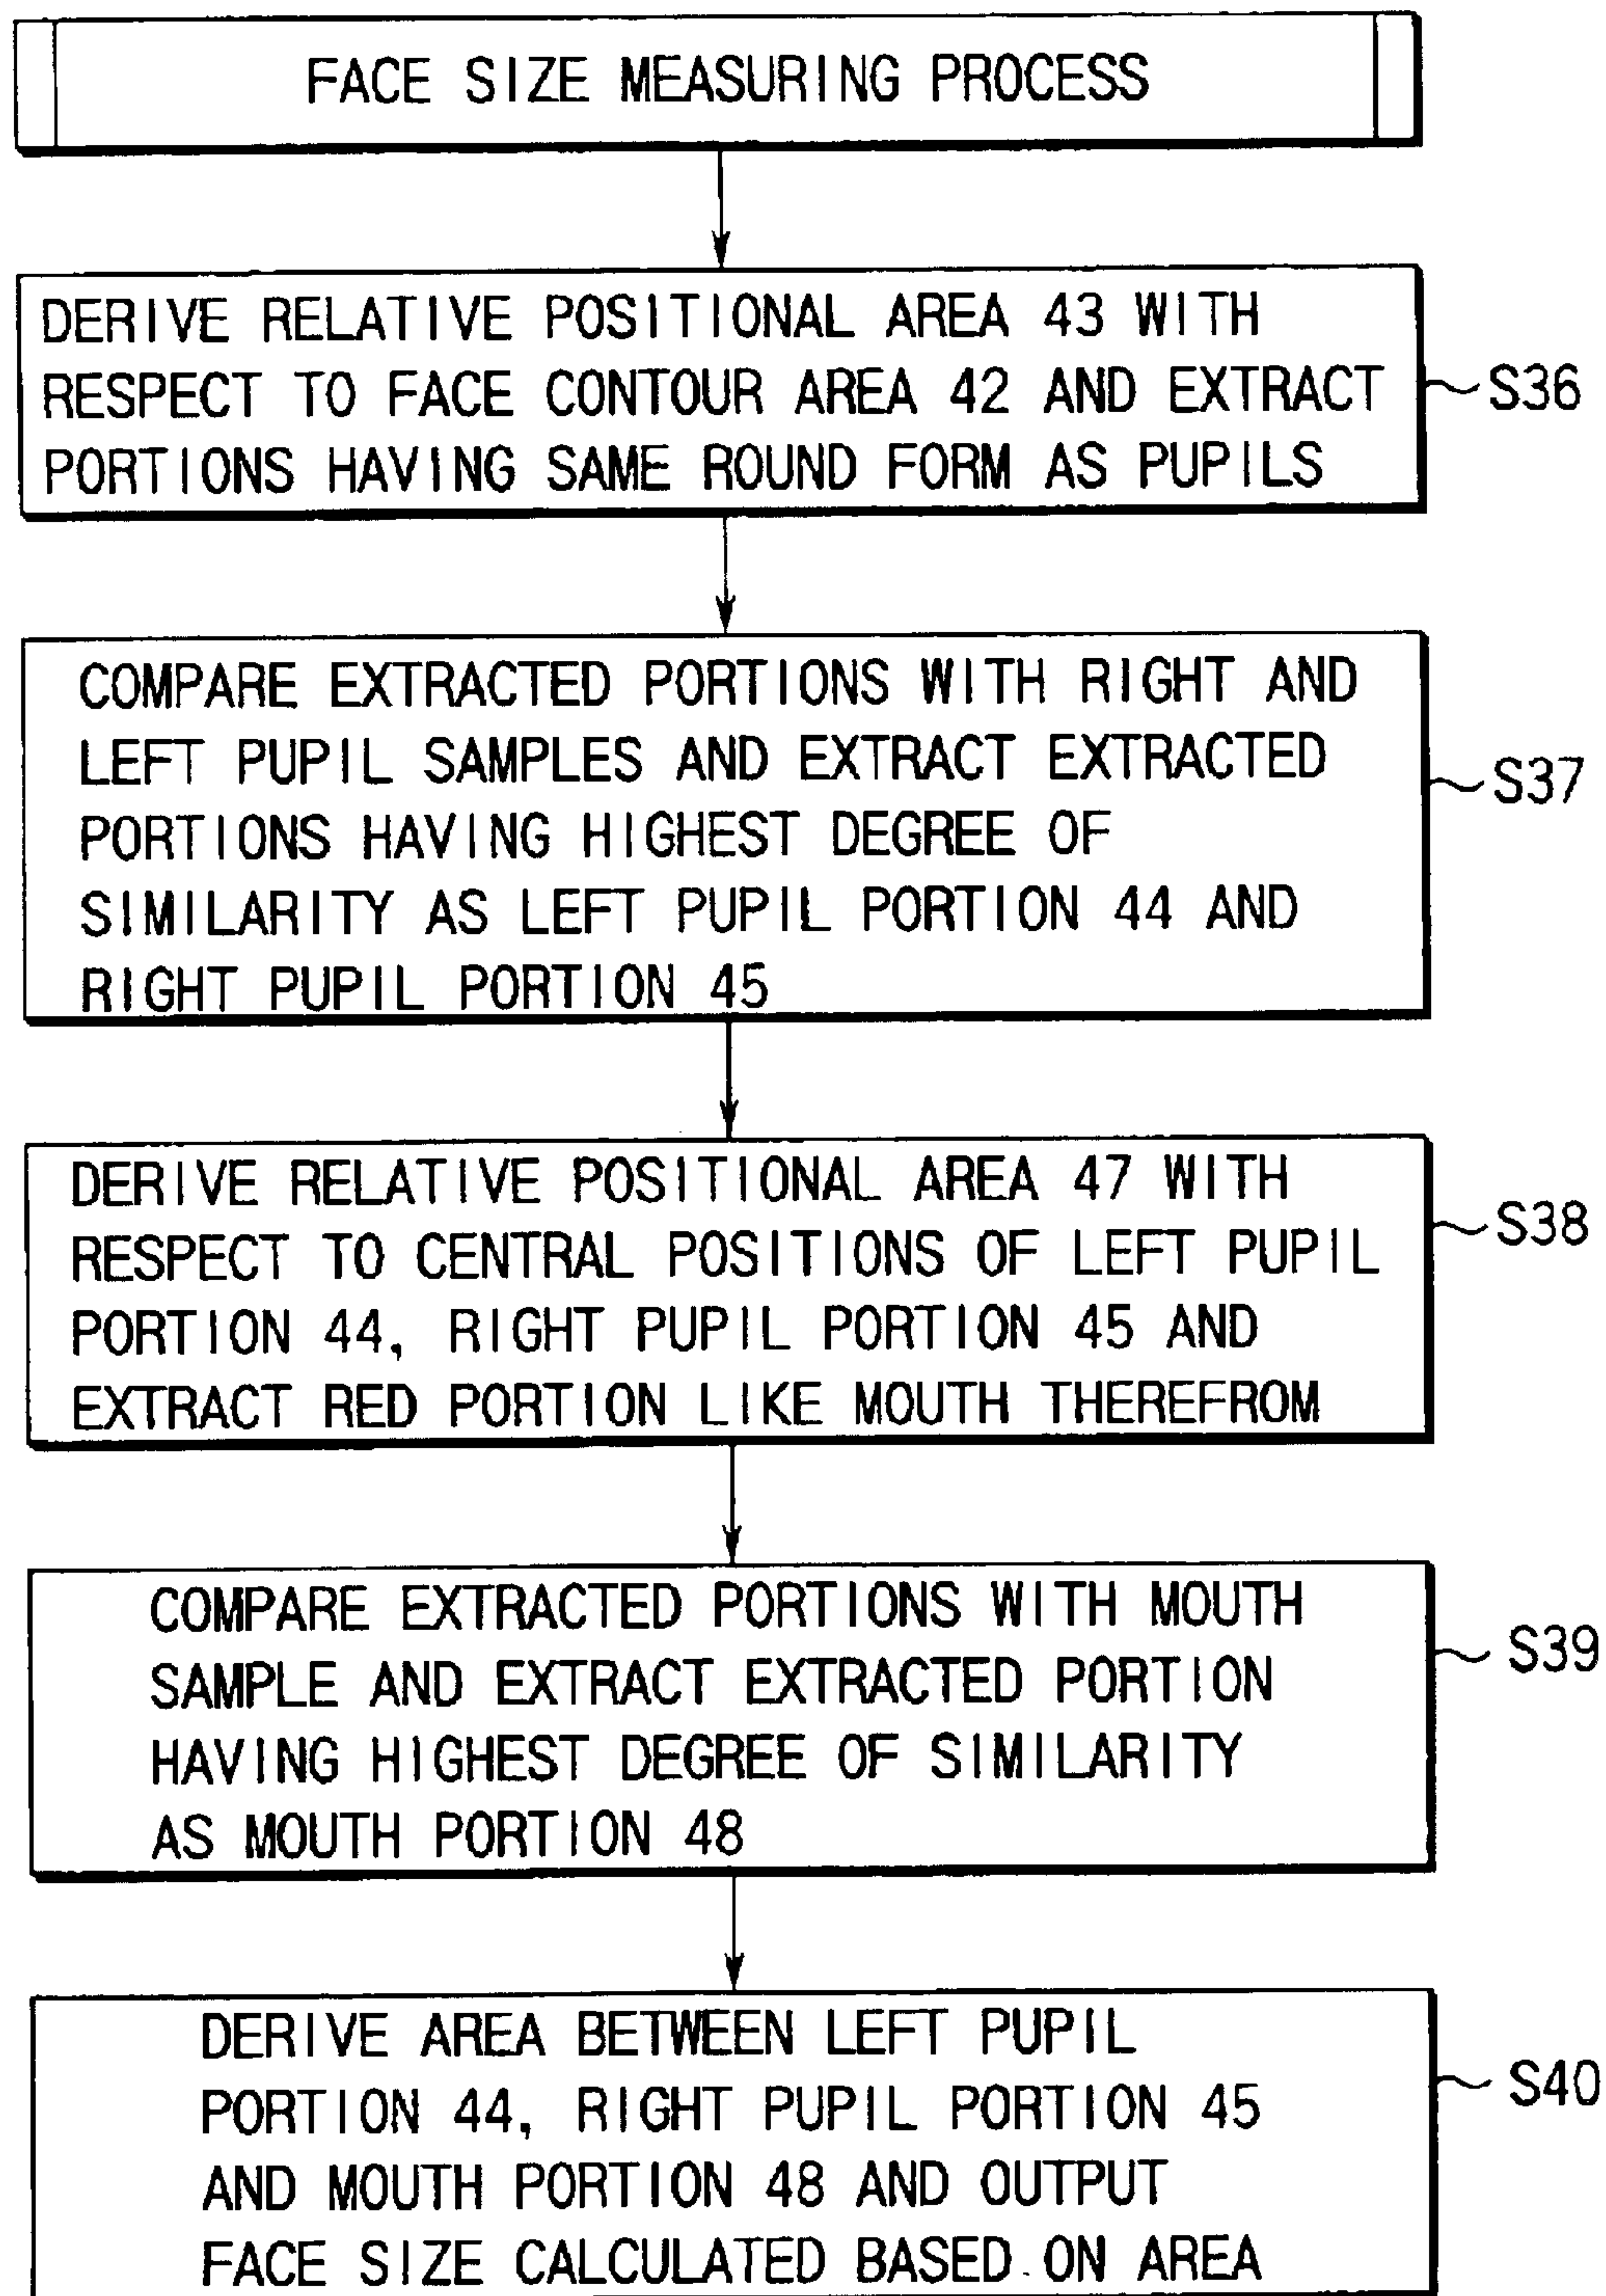 FACE SIZE MEASURING PROCESS
DERIVE RELATIVE POSITIONAL AREA 43 WITH
RESPECT TO FACE CONTOUR AREA 42 AND EXTRACT
PORTIONS HAVING SAME ROUND FORM AS PUPILS
S36
COMPARE EXTRACTED PORTIONS WITH RIGHT AND
LEFT PUPIL SAMPLES AND EXTRACT EXTRACTED
PORTIONS HAVING HIGHEST DEGREE OF
SIMILARITY AS LEFT PUPIL PORTION 44 AND
RIGHT PUPIL PORTION 45
S37
DERIVE RELATIVE POSITIONAL AREA 47 WITH
RESPECT TO CENTRAL POSITIONS OF LEFT PUPIL
PORTION 44, RIGHT PUPIL PORTION 45 AND
EXTRACT RED PORTION LIKE MOUTH THEREFROM
S38
COMPARE EXTRACTED PORTIONS WITH MOUTH
SAMPLE AND EXTRACT EXTRACTED PORTION
HAVING HIGHEST DEGREE OF SIMILARITY
AS MOUTH PORTION 48
S39
DERIVE AREA BETWEEN LEFT PUPIL
PORTION 44, RIGHT PUPIL PORTION 45
AND MOUTH PORTION 48 AND OUTPUT
FACE SIZE CALCULATED BASED ON AREA
S40